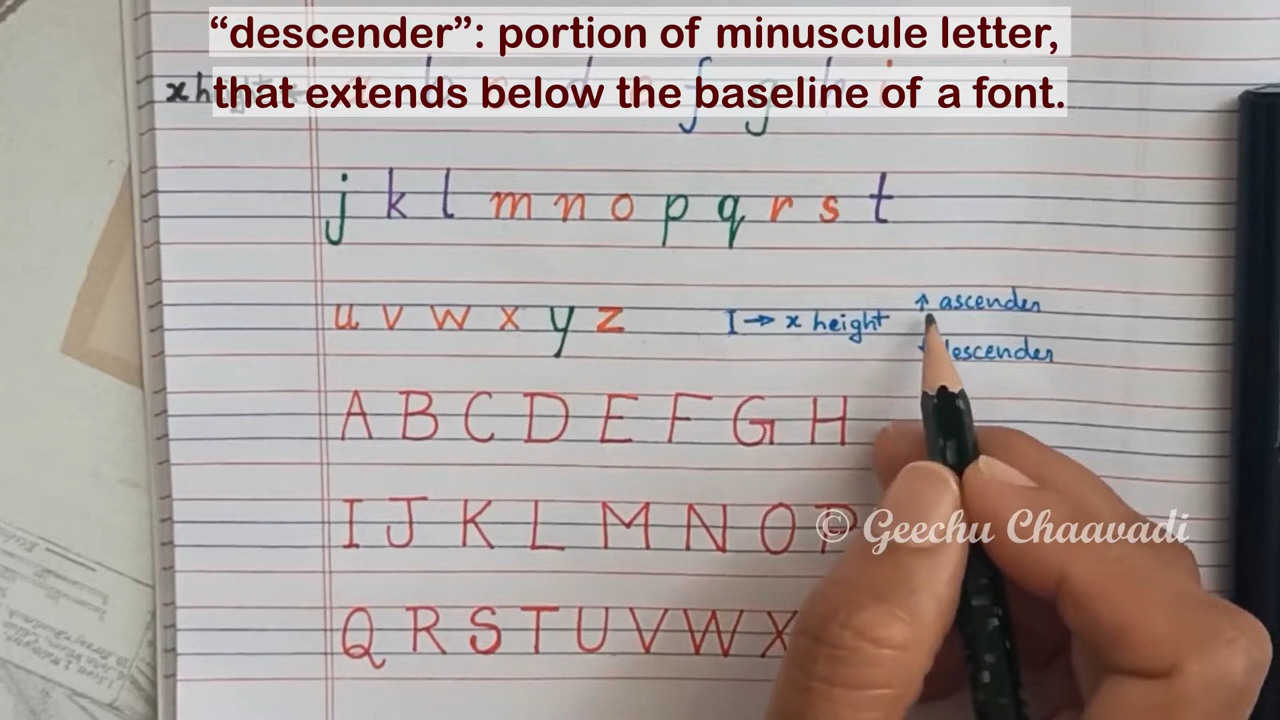 “descender”: portion of minuscule letter,
that extends below the baseline of a font.
j k l m n o p q r s t
u v w x y z I → x height ↑ ascender
descender
A B C D E F G H
I J K L M N O P
© Geechu Chaavadi
Q R S T U V W X